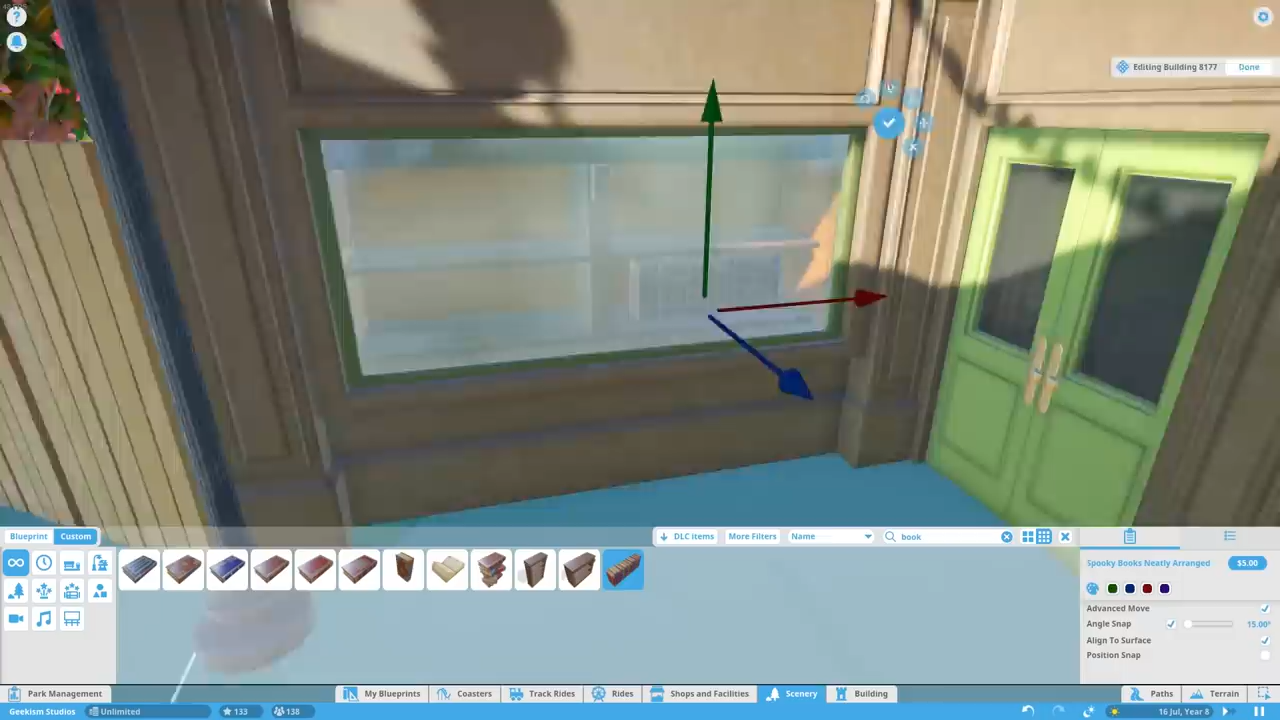 Editing Building 8177
Done
Blueprint
Custom
DLC items
More Filters
Name
book
Spooky Books Neatly Arranged
$5.00
Advanced Move
Angle Snap
15.00°
Align To Surface
Position Snap
Park Management
My Blueprints
Coasters
Track Rides
Rides
Shops and Facilities
Scenery
Building
Paths
Terrain
Geekism Studios
Unlimited
133
138
16 Jul, Year 8